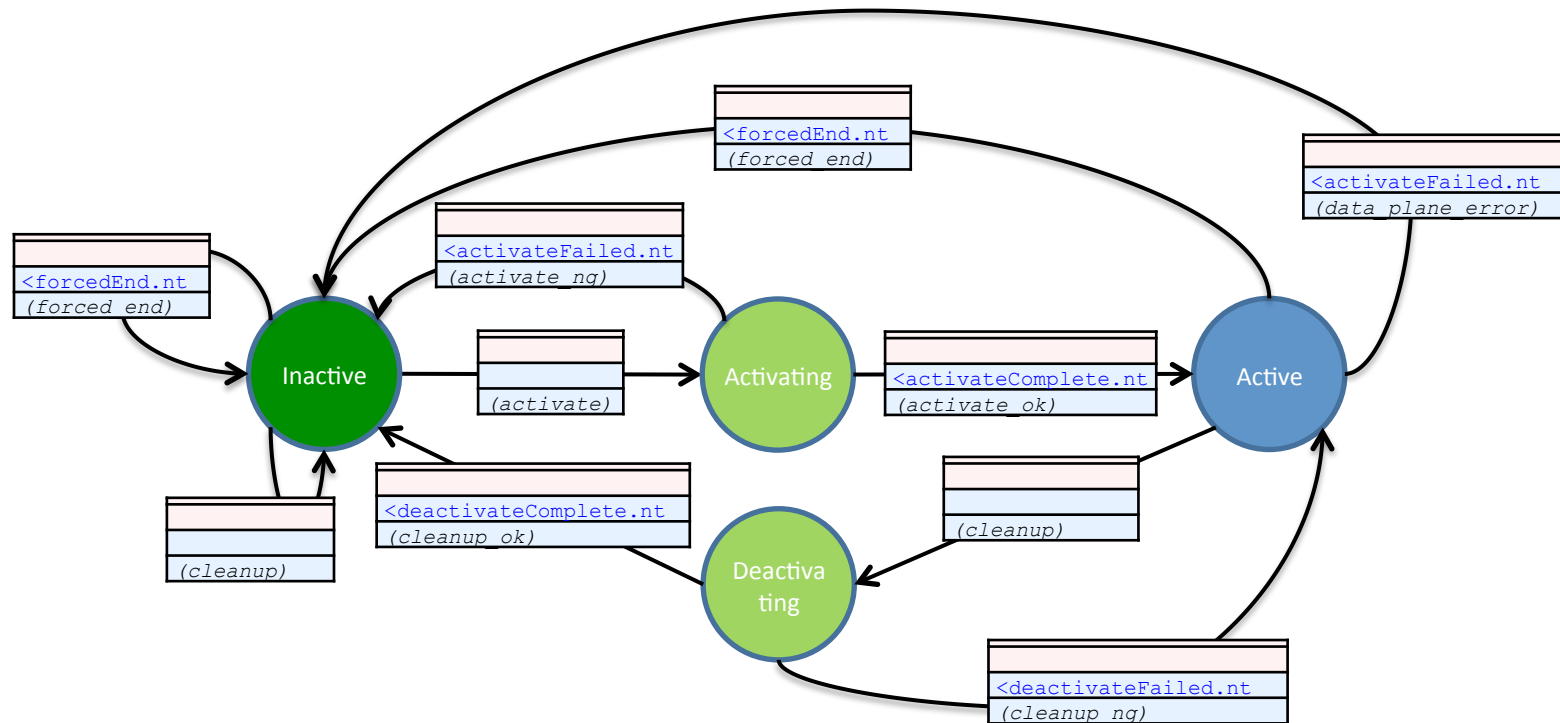 <forcedEnd.nt
(forced_end)
<activateFailed.nt
(data_plane_error)
<activateFailed.nt
(activate_ng)
<forcedEnd.nt
(forced_end)
Inactive
(activate)
Activating
<activateComplete.nt
(activate_ok)
Active
<deactivateComplete.nt
(cleanup_ok)
(cleanup)
(cleanup)
Deactiva
ting
<deactivateFailed.nt
(cleanup_ng)